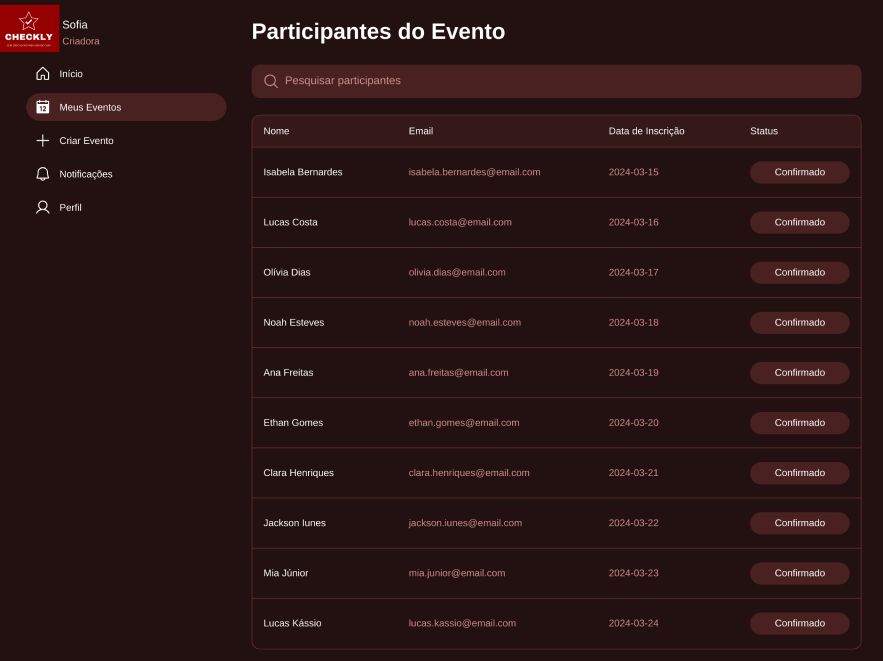 CHECKLY
Sofia
Criadora
Início
12
Meus Eventos
Criar Evento
Notificações
Perfil
Participantes do Evento
Pesquisar participantes
Nome Email Data de Inscrição Status
Isabela Bernardes isabela.bernardes@email.com 2024-03-15 Confirmado
Lucas Costa lucas.costa@email.com 2024-03-16 Confirmado
Olívia Dias olivia.dias@email.com 2024-03-17 Confirmado
Noah Esteves noah.esteves@email.com 2024-03-18 Confirmado
Ana Freitas ana.freitas@email.com 2024-03-19 Confirmado
Ethan Gomes ethan.gomes@email.com 2024-03-20 Confirmado
Clara Henriques clara.henriques@email.com 2024-03-21 Confirmado
Jackson Iunes jackson.iunes@email.com 2024-03-22 Confirmado
Mia Júnior mia.junior@email.com 2024-03-23 Confirmado
Lucas Kássio lucas.kassio@email.com 2024-03-24 Confirmado